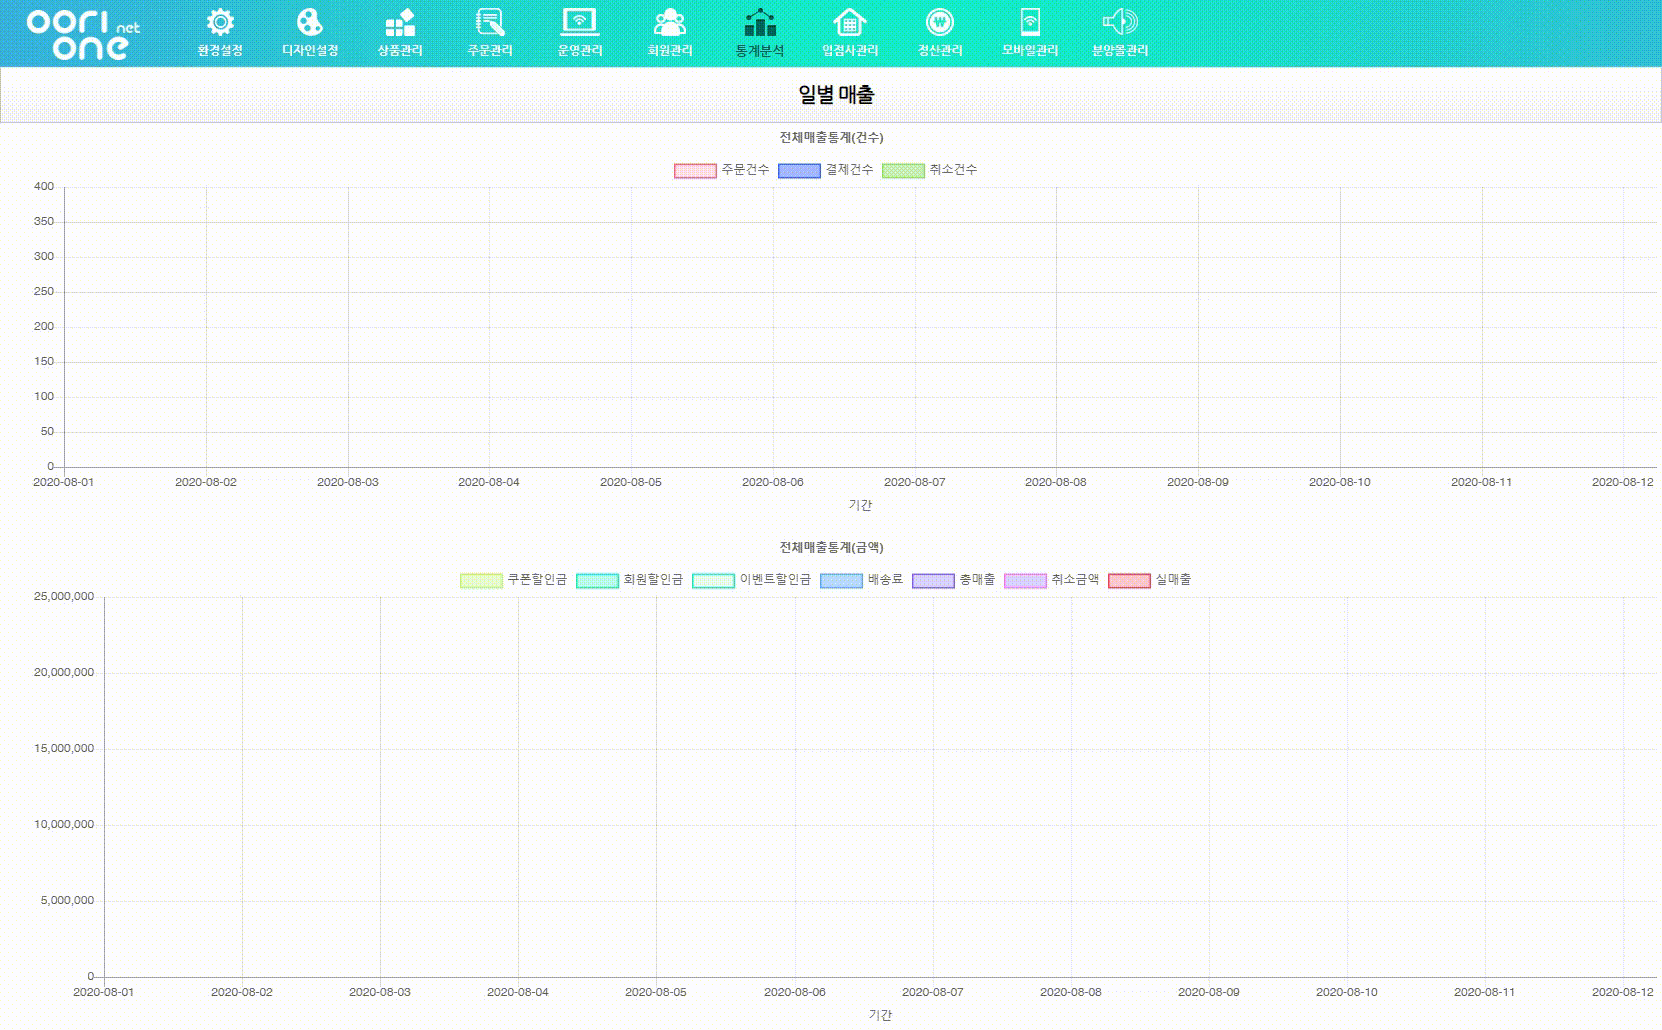 oori net
one
환경설정 디자인설정 상품관리 주문관리 운영관리 회원관리 통계분석 입점사관리 정산관리 모바일관리 분양몰관리
일별 매출
전체매출통계(건수)
주문건수 결제건수 취소건수
400
350
300
250
200
150
100
50
0
2020-08-01 2020-08-02 2020-08-03 2020-08-04 2020-08-05 2020-08-06 2020-08-07 2020-08-08 2020-08-09 2020-08-10 2020-08-11 2020-08-12
기간
전체매출통계(금액)
쿠폰할인금 회원할인금 이벤트할인금 배송료 총매출 취소금액 실매출
25,000,000
20,000,000
15,000,000
10,000,000
5,000,000
0
2020-08-01 2020-08-02 2020-08-03 2020-08-04 2020-08-05 2020-08-06 2020-08-07 2020-08-08 2020-08-09 2020-08-10 2020-08-11 2020-08-12
기간